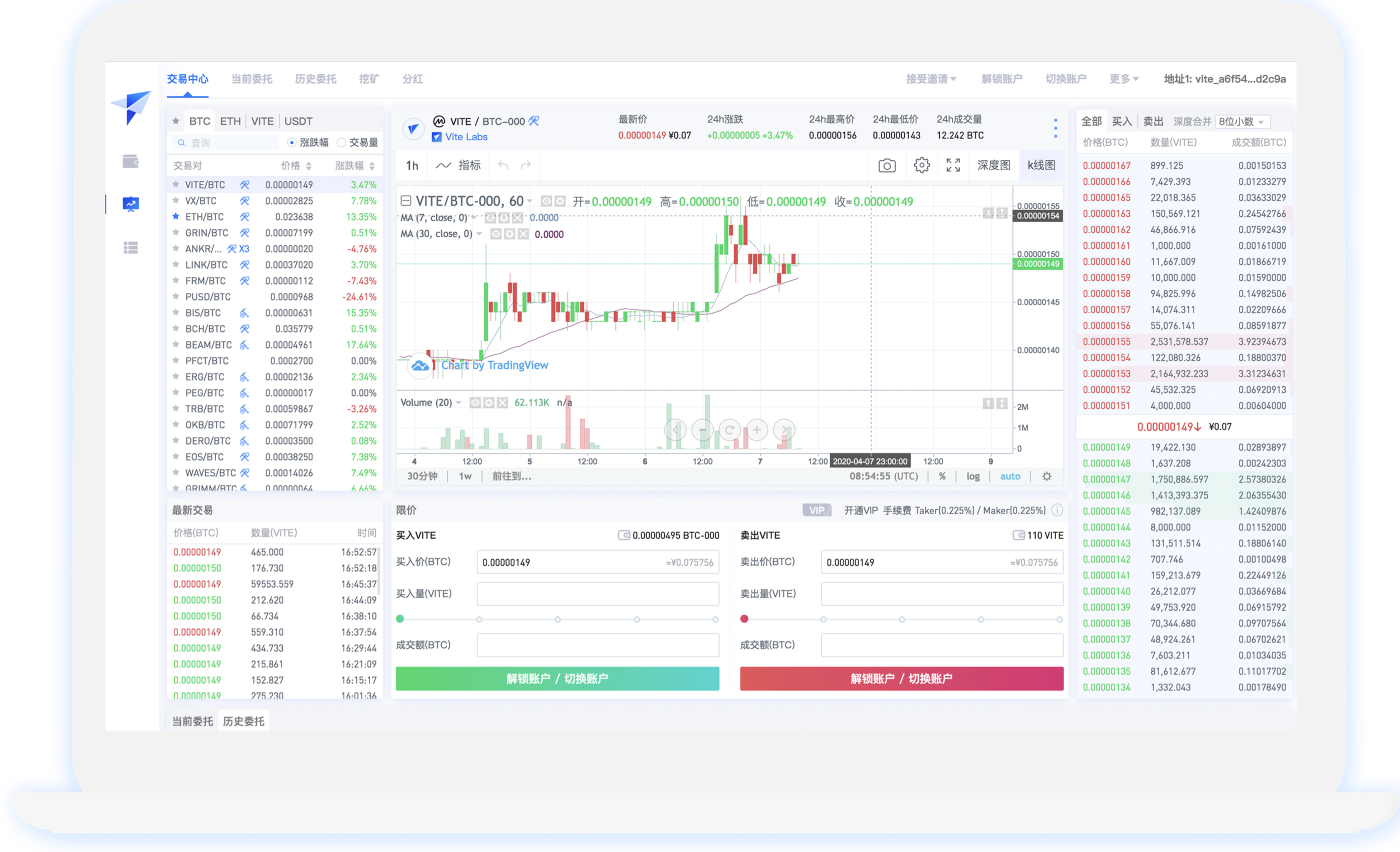 交易中心 当前委托 历史委托 挖矿 分红 接受邀请 解锁账户 切换账户 更多 地址1: vite_a6f54...d2c9a
BTC ETH VITE USDT
查询 涨跌幅 交易量
交易对 价格 涨跌幅
VITE/BTC 0.00000149 3.47%
VX/BTC 0.00002825 7.78%
ETH/BTC 0.023638 13.35%
GRIN/BTC 0.00007199 0.51%
ANKR/... X3 0.00000020 -4.76%
LINK/BTC 0.00037020 3.70%
FRM/BTC 0.00000112 -7.43%
PUSD/BTC 0.0000968 -24.61%
BIS/BTC 0.00000631 15.35%
BCH/BTC 0.035779 0.51%
BEAM/BTC 0.00004961 17.64%
PFCT/BTC 0.0002700 0.00%
ERG/BTC 0.00002136 2.34%
PEG/BTC 0.00000017 0.00%
TRB/BTC 0.00059867 -3.26%
OKB/BTC 0.00071799 2.52%
DERO/BTC 0.00003500 0.08%
EOS/BTC 0.00038250 7.38%
WAVES/BTC 0.00014026 7.49%
GRIMM/BTC 0.00000064 6.66%
VITE / BTC-000
Vite Labs
最新价 24h涨跌 24h最高价 24h最低价 24h成交量
0.00000149 ¥0.07 +0.00000005 +3.47% 0.00000156 0.00000143 12.242 BTC
1h 指标 深度图 k线图
VITE/BTC-000, 60 开=0.00000149 高=0.00000150 低=0.00000149 收=0.00000149
MA (7, close, 0) 0.0000
MA (30, close, 0) 0.0000
0.00000155
0.00000154
0.00000150
0.00000149
0.00000145
0.00000140
Chart by TradingView
Volume (20) 62.113K n/a
2M
1M
0
4 12:00 5 12:00 6 12:00 7 12:00 2020-04-07 23:00:00 12:00 9
30分钟 1w 前往到... 08:54:55 (UTC) % log auto
全部 买入 卖出 深度合并 8位小数
价格(BTC) 数量(VITE) 成交额(BTC)
0.00000167 899.125 0.00150153
0.00000166 7,429.393 0.01233279
0.00000165 22,018.365 0.03633029
0.00000163 150,569.121 0.24542766
0.00000162 46,866.916 0.07592439
0.00000161 1,000.000 0.00161000
0.00000160 11,667.009 0.01866719
0.00000159 10,000.000 0.01590000
0.00000158 94,825.996 0.14982506
0.00000157 14,074.311 0.02209666
0.00000156 55,076.141 0.08591877
0.00000155 2,531,578.537 3.92394673
0.00000154 122,080.326 0.18800370
0.00000153 2,164,932.233 3.31234631
0.00000152 45,532.325 0.06920913
0.00000151 4,000.000 0.00604000
0.00000149↓ ¥0.07
0.00000149 19,422.130 0.02893897
0.00000148 1,637.208 0.00242303
0.00000147 1,750,886.597 2.57380326
0.00000146 1,413,393.375 2.06355430
0.00000145 982,137.089 1.42409876
0.00000144 8,000.000 0.01152000
0.00000143 131,511.514 0.18806140
0.00000142 707.746 0.00100498
0.00000141 159,213.679 0.22449126
0.00000140 26,212.077 0.03669684
0.00000139 49,753.920 0.06915792
0.00000138 70,344.680 0.09707564
0.00000137 48,924.261 0.06702621
0.00000136 7,603.211 0.01034035
0.00000135 81,612.677 0.11017702
0.00000134 1,332.043 0.00178490
最新交易
价格(BTC) 数量(VITE) 时间
0.00000149 465.000 16:52:57
0.00000150 176.730 16:52:18
0.00000149 59553.559 16:45:37
0.00000150 212.620 16:44:09
0.00000150 66.734 16:38:10
0.00000149 559.310 16:37:54
0.00000149 434.733 16:29:44
0.00000149 215.861 16:21:09
0.00000149 152.827 16:15:17
0.00000149 275.230 16:01:36
限价 VIP 开通VIP 手续费 Taker(0.225%) / Maker(0.225%)
买入VITE 0.00000495 BTC-000
买入价(BTC) 0.00000149 ≈¥0.075756
买入量(VITE)
成交额(BTC)
解锁账户 / 切换账户
卖出VITE 110 VITE
卖出价(BTC) 0.00000149 ≈¥0.075756
卖出量(VITE)
成交额(BTC)
解锁账户 / 切换账户
当前委托 历史委托